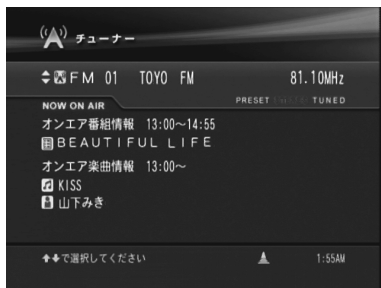 チューナー
FM 01 TOYO FM 81.10MHz
NOW ON AIR
PRESET TUNED
オンエア番組情報 13:00～14:55
BEAUTIFUL LIFE
オンエア楽曲情報 13:00～
KISS
山下みき
↑↓で選択してください 1:55AM